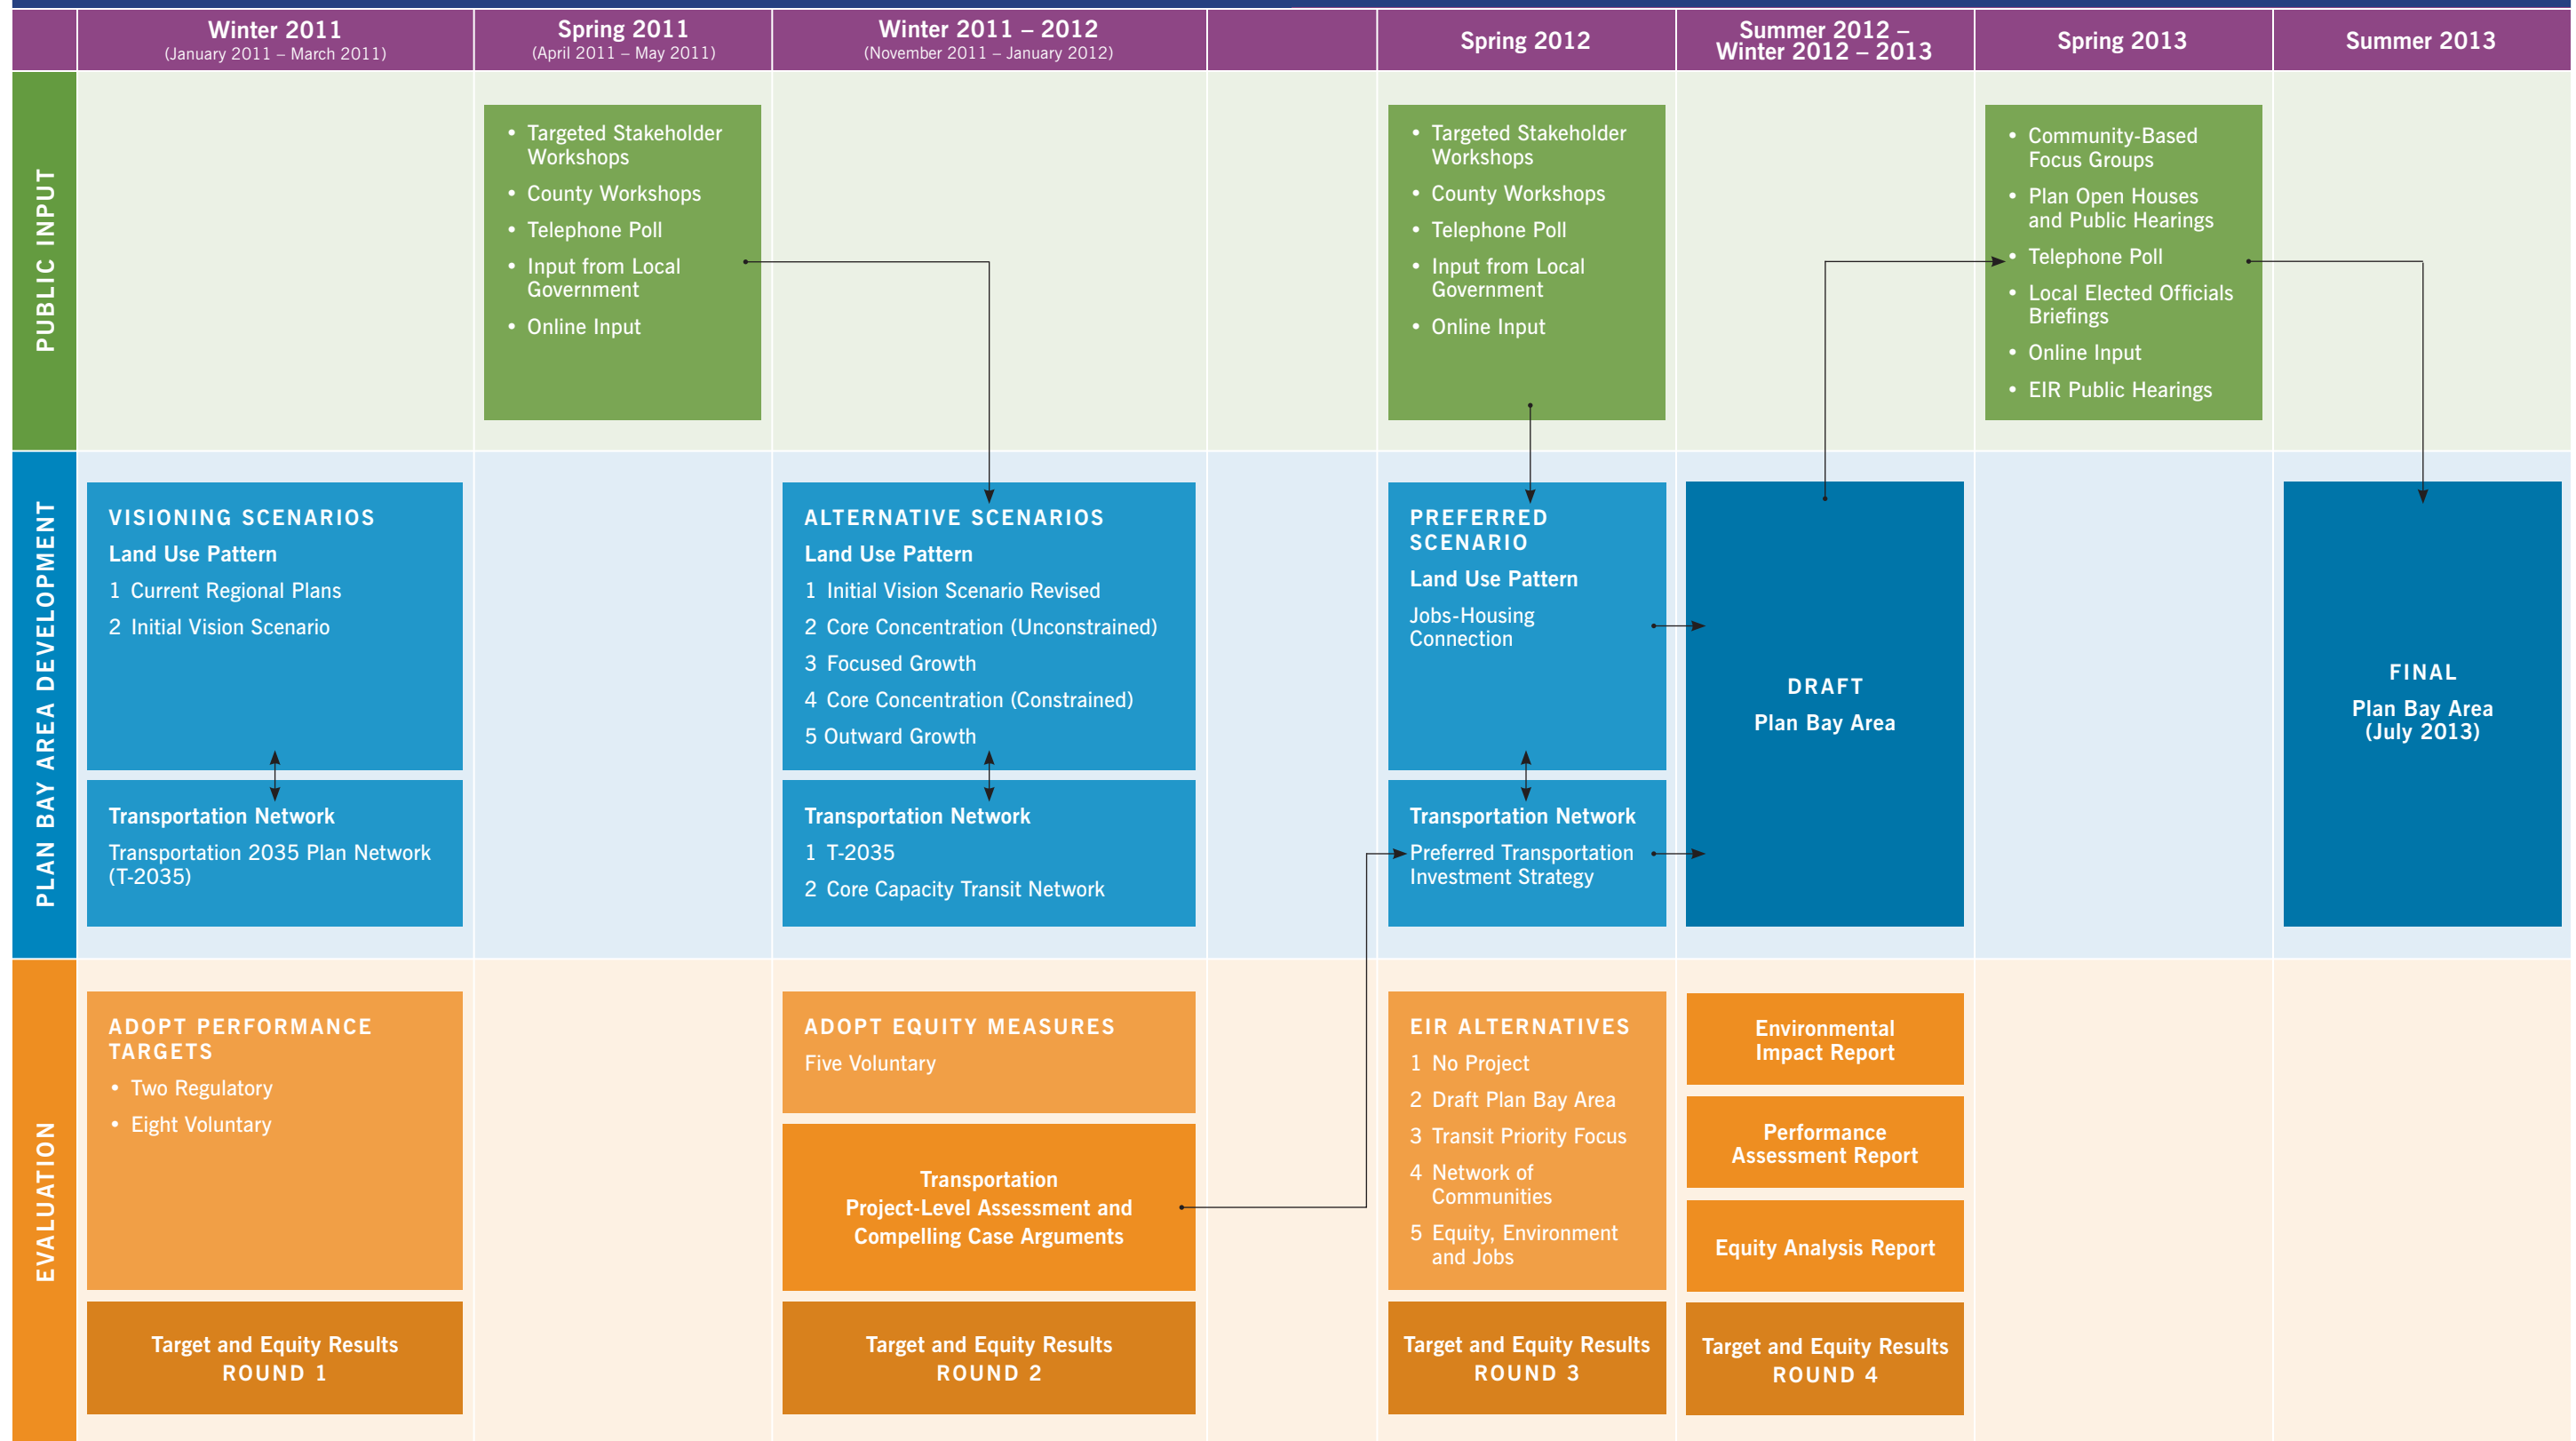 Winter 2011
(January 2011 – March 2011)
Spring 2011
(April 2011 – May 2011)
Winter 2011 – 2012
(November 2011 – January 2012)
Spring 2012
Summer 2012 –
Winter 2012 – 2013
Spring 2013
Summer 2013
PUBLIC INPUT
• Targeted Stakeholder
Workshops
• County Workshops
• Telephone Poll
• Input from Local
Government
• Online Input
• Targeted Stakeholder
Workshops
• County Workshops
• Telephone Poll
• Input from Local
Government
• Online Input
• Community-Based
Focus Groups
• Plan Open Houses
and Public Hearings
• Telephone Poll
• Local Elected Officials
Briefings
• Online Input
• EIR Public Hearings
PLAN BAY AREA DEVELOPMENT
VISIONING SCENARIOS
Land Use Pattern
1 Current Regional Plans
2 Initial Vision Scenario
Transportation Network
Transportation 2035 Plan Network
(T-2035)
ALTERNATIVE SCENARIOS
Land Use Pattern
1 Initial Vision Scenario Revised
2 Core Concentration (Unconstrained)
3 Focused Growth
4 Core Concentration (Constrained)
5 Outward Growth
Transportation Network
1 T-2035
2 Core Capacity Transit Network
PREFERRED
SCENARIO
Land Use Pattern
Jobs-Housing
Connection
Transportation Network
Preferred Transportation
Investment Strategy
DRAFT
Plan Bay Area
FINAL
Plan Bay Area
(July 2013)
EVALUATION
ADOPT PERFORMANCE
TARGETS
• Two Regulatory
• Eight Voluntary
Target and Equity Results
ROUND 1
ADOPT EQUITY MEASURES
Five Voluntary
Transportation
Project-Level Assessment and
Compelling Case Arguments
Target and Equity Results
ROUND 2
EIR ALTERNATIVES
1 No Project
2 Draft Plan Bay Area
3 Transit Priority Focus
4 Network of
Communities
5 Equity, Environment
and Jobs
Target and Equity Results
ROUND 3
Environmental
Impact Report
Performance
Assessment Report
Equity Analysis Report
Target and Equity Results
ROUND 4